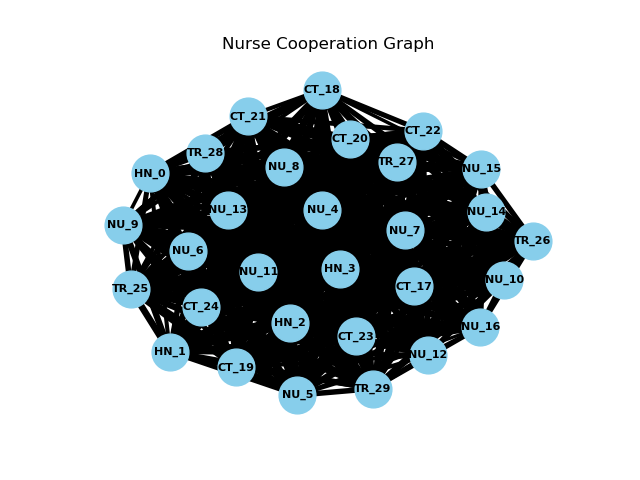 Nurse Cooperation Graph
CT_18
CT_21
CT_22
CT_20
TR_28
TR_27
NU_8
NU_15
HN_0
NU_13
NU_4
NU_14
NU_9
NU_7
TR_26
NU_6
HN_3
NU_11
NU_10
CT_17
TR_25
CT_24
HN_2
NU_16
CT_23
HN_1
NU_12
CT_19
TR_29
NU_5